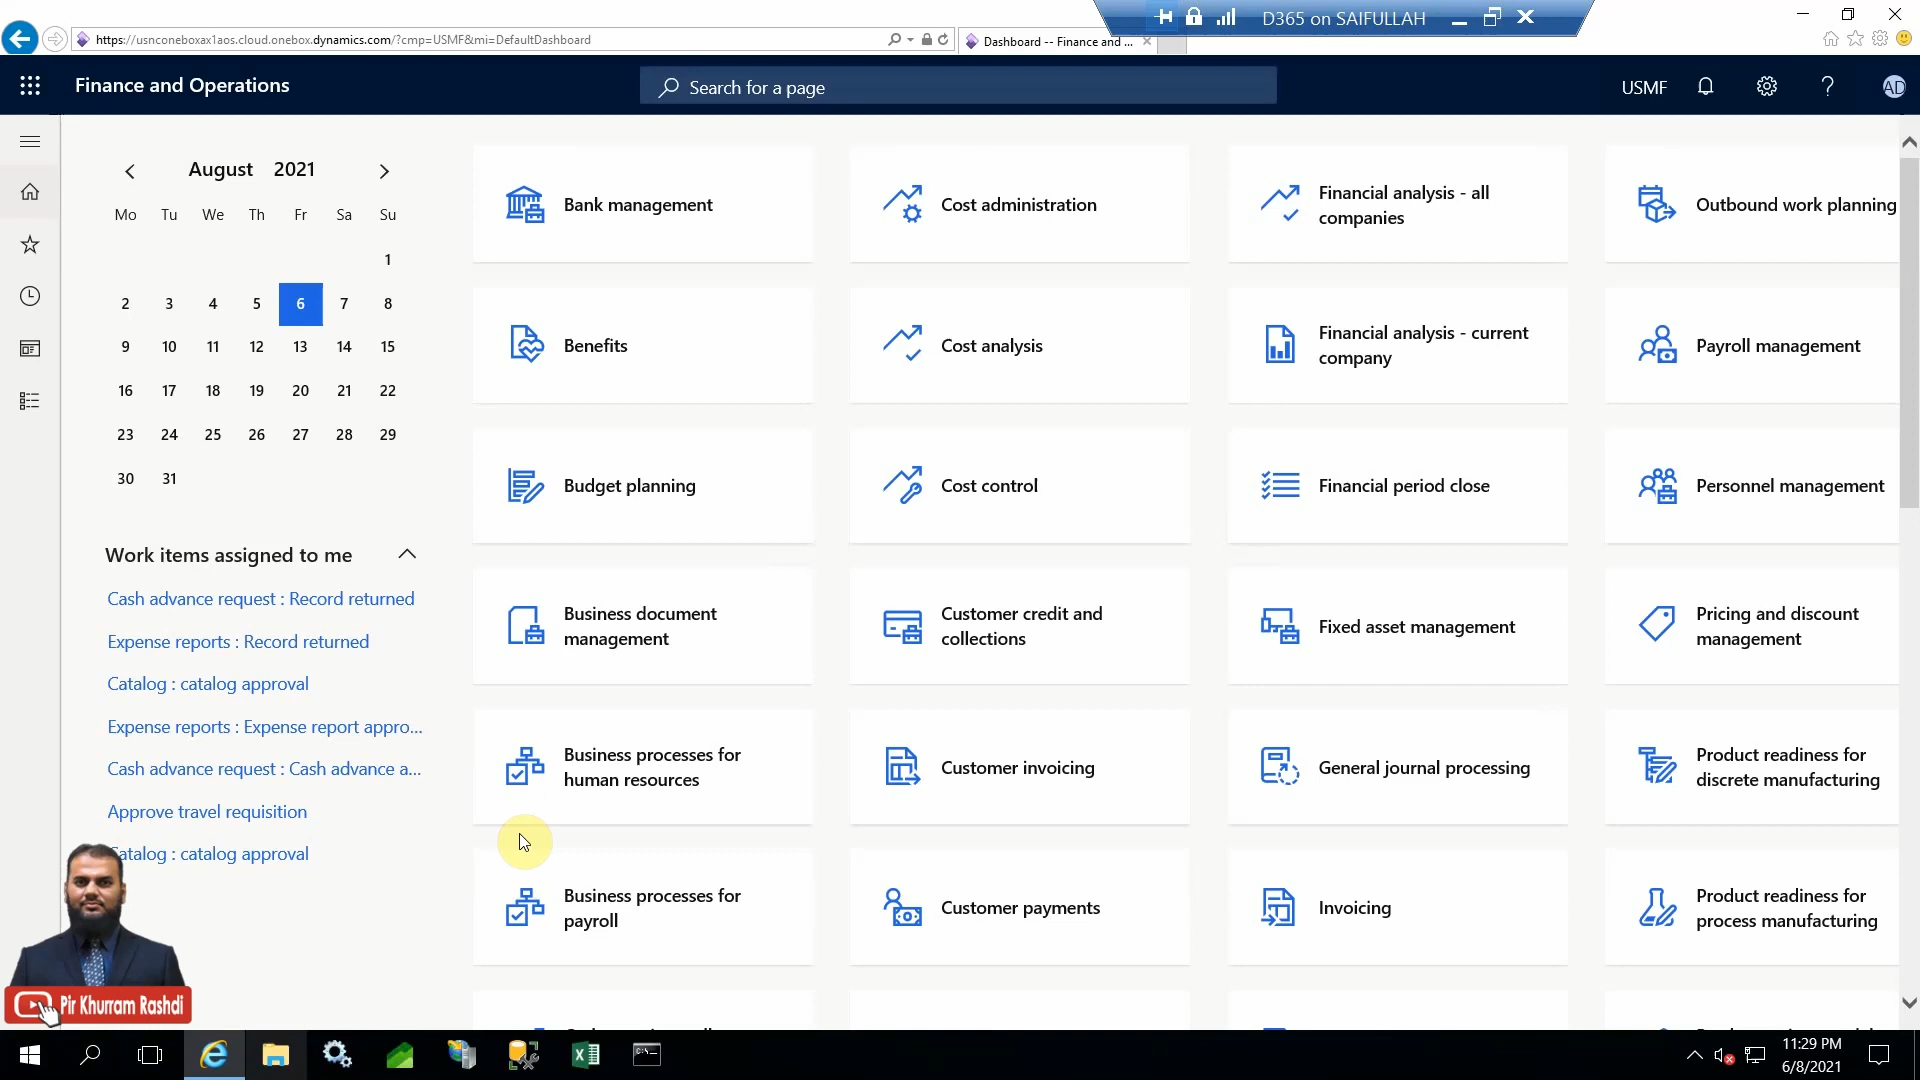 D365 on SAIFULLAH
https://usnconeboxax1aos.cloud.onebox.dynamics.com/?cmp=USMF&mi=DefaultDashboard
Dashboard -- Finance and ...
Finance and Operations
Search for a page
USMF
?
AD
August 2021
Mo Tu We Th Fr Sa Su
1
2 3 4 5 6 7 8
9 10 11 12 13 14 15
16 17 18 19 20 21 22
23 24 25 26 27 28 29
30 31
Work items assigned to me
Cash advance request : Record returned
Expense reports : Record returned
Catalog : catalog approval
Expense reports : Expense report appro...
Cash advance request : Cash advance a...
Approve travel requisition
Catalog : catalog approval
Bank management
Cost administration
Financial analysis - all
companies
Outbound work planning
Benefits
Cost analysis
Financial analysis - current
company
Payroll management
Budget planning
Cost control
Financial period close
Personnel management
Business document
management
Customer credit and
collections
Fixed asset management
Pricing and discount
management
Business processes for
human resources
Customer invoicing
General journal processing
Product readiness for
discrete manufacturing
Business processes for
payroll
Customer payments
Invoicing
Product readiness for
process manufacturing
Pir Khurram Rashdi
11:29 PM
6/8/2021